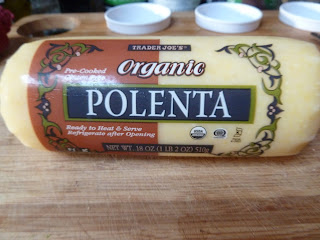 TRADER JOE'S
Pre-Cooked
Organic
POLENTA
Ready to Heat & Serve
Refrigerate after Opening
NET WT. 18 OZ (1 LB 2 OZ) 510g